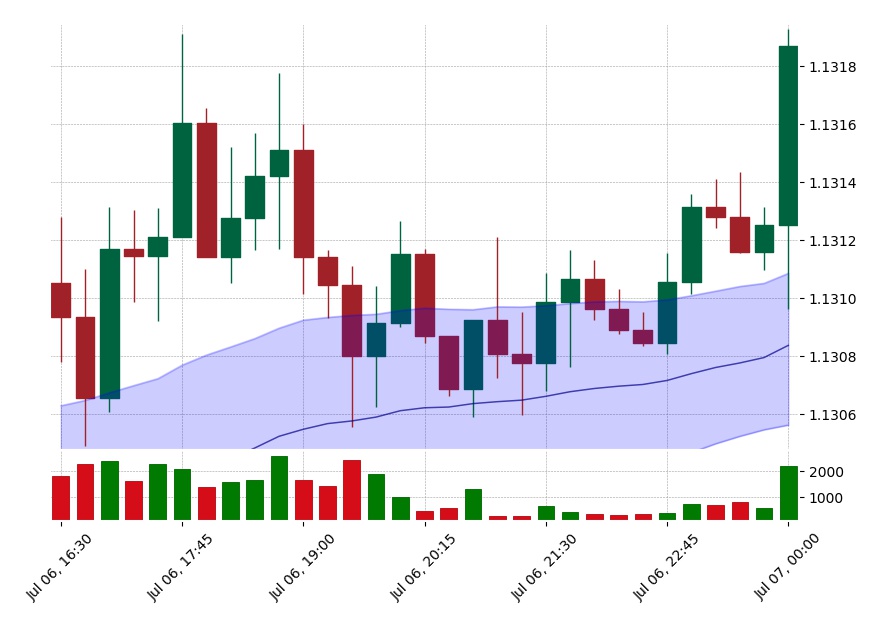 1.1318
1.1316
1.1314
1.1312
1.1310
1.1308
1.1306
2000
1000
Jul 06, 16:30
Jul 06, 17:45
Jul 06, 19:00
Jul 06, 20:15
Jul 06, 21:30
Jul 06, 22:45
Jul 07, 00:00